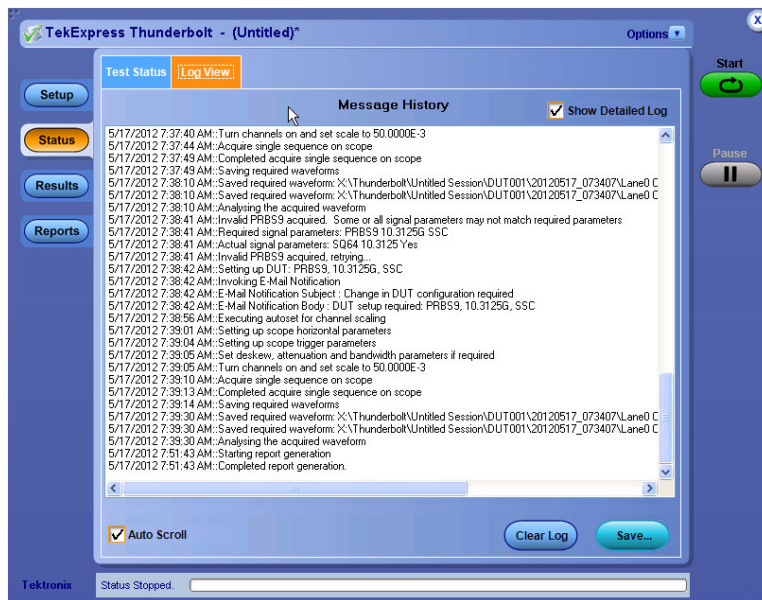 X
TekExpress Thunderbolt - (Untitled)*
Options
Start
Test Status
Log View
Setup
Message History
Show Detailed Log
Status
Pause
Results
Reports
5/17/2012 7:37:40 AM::Turn channels on and set scale to 50.0000E-3
5/17/2012 7:37:44 AM::Acquire single sequence on scope
5/17/2012 7:37:49 AM::Completed acquire single sequence on scope
5/17/2012 7:37:49 AM::Saving required waveforms
5/17/2012 7:38:10 AM::Saved required waveform: X:\Thunderbolt\Untitled Session\DUT001\20120517_073407\Lane0 C
5/17/2012 7:38:10 AM::Saved required waveform: X:\Thunderbolt\Untitled Session\DUT001\20120517_073407\Lane0 C
5/17/2012 7:38:10 AM::Analysing the acquired waveform
5/17/2012 7:38:41 AM::Invalid PRBS9 acquired. Some or all signal parameters may not match required parameters
5/17/2012 7:38:41 AM::Required signal parameters: PRBS9 10.3125G SSC
5/17/2012 7:38:41 AM::Actual signal parameters: SQ64 10.3125 Yes
5/17/2012 7:38:41 AM::Invalid PRBS9 acquired, retrying...
5/17/2012 7:38:42 AM::Setting up DUT: PRBS9, 10.3125G, SSC
5/17/2012 7:38:42 AM::Invoking E-Mail Notification
5/17/2012 7:38:42 AM::E-Mail Notification Subject : Change in DUT configuration required
5/17/2012 7:38:42 AM::E-Mail Notification Body : DUT setup required: PRBS9, 10.3125G, SSC
5/17/2012 7:38:56 AM::Executing autoset for channel scaling
5/17/2012 7:39:01 AM::Setting up scope horizontal parameters
5/17/2012 7:39:04 AM::Setting up scope trigger parameters
5/17/2012 7:39:05 AM::Set deskew, attenuation and bandwidth parameters if required
5/17/2012 7:39:05 AM::Turn channels on and set scale to 50.0000E-3
5/17/2012 7:39:10 AM::Acquire single sequence on scope
5/17/2012 7:39:13 AM::Completed acquire single sequence on scope
5/17/2012 7:39:14 AM::Saving required waveforms
5/17/2012 7:39:30 AM::Saved required waveform: X:\Thunderbolt\Untitled Session\DUT001\20120517_073407\Lane0 C
5/17/2012 7:39:30 AM::Saved required waveform: X:\Thunderbolt\Untitled Session\DUT001\20120517_073407\Lane0 C
5/17/2012 7:39:30 AM::Analysing the acquired waveform
5/17/2012 7:51:43 AM::Starting report generation
5/17/2012 7:51:43 AM::Completed report generation.
Auto Scroll
Clear Log
Save...
Tektronix
Status Stopped.